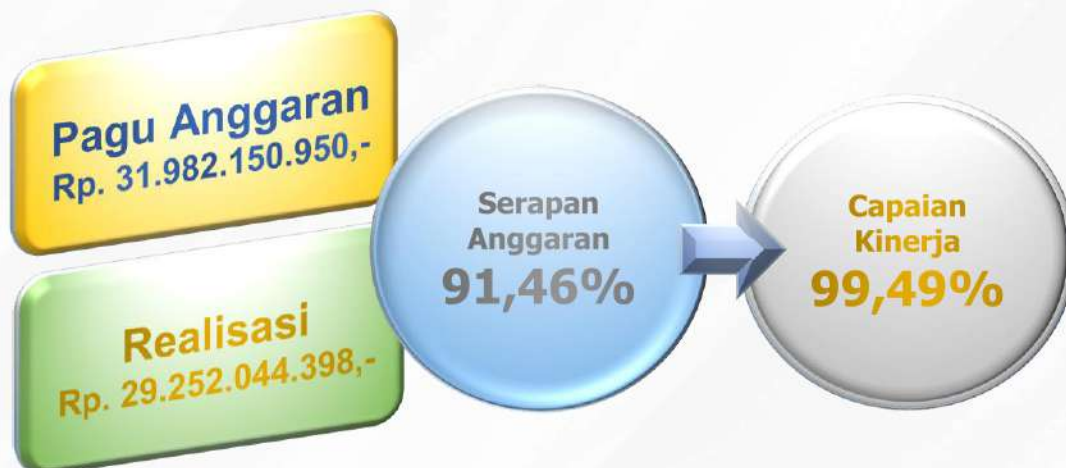 Pagu Anggaran
Rp. 31.982.150.950,-
Realisasi
Rp. 29.252.044.398,-
Serapan
Anggaran
91,46%
Capaian
Kinerja
99,49%